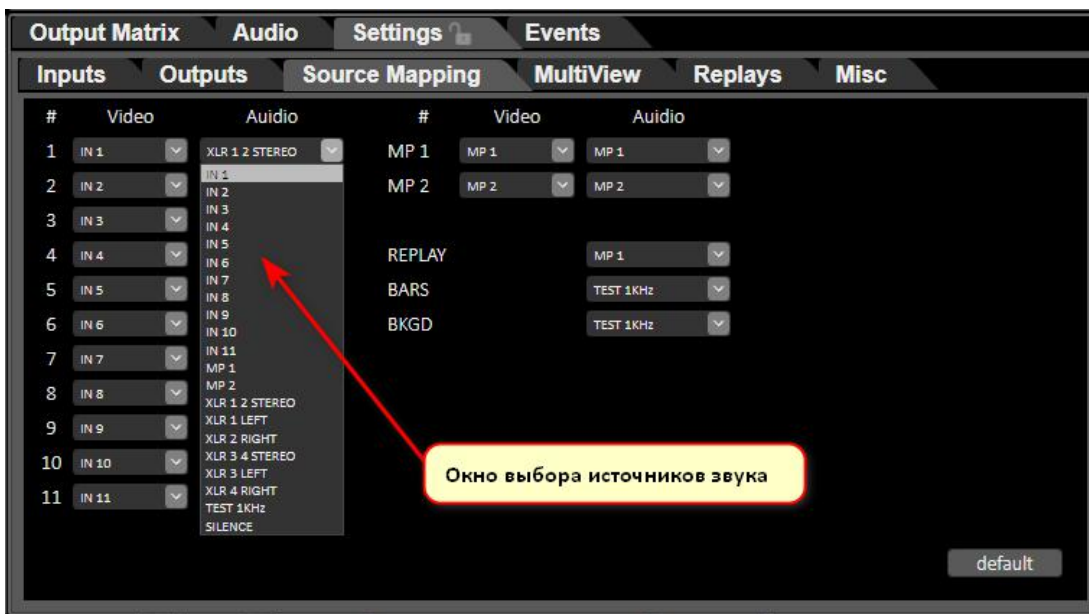 Output Matrix Audio Settings Events
Inputs Outputs Source Mapping MultiView Replays Misc
# Video Auidio # Video Auidio
1 IN 1 XLR 1 2 STEREO MP 1 MP 1 MP 1
IN 1
2 IN 2 IN 2 MP 2 MP 2 MP 2
IN 3
3 IN 3 IN 4
IN 5
4 IN 4 IN 6 REPLAY MP 1
IN 7
5 IN 5 IN 8 BARS TEST 1KHz
IN 9
6 IN 6 IN 10 BKGD TEST 1KHz
IN 11
7 IN 7 MP 1
MP 2
8 IN 8 XLR 1 2 STEREO
XLR 1 LEFT
9 IN 9 XLR 2 RIGHT
XLR 3 4 STEREO
10 IN 10 XLR 3 LEFT
XLR 4 RIGHT
11 IN 11 TEST 1KHz
SILENCE
Окно выбора источников звука
default